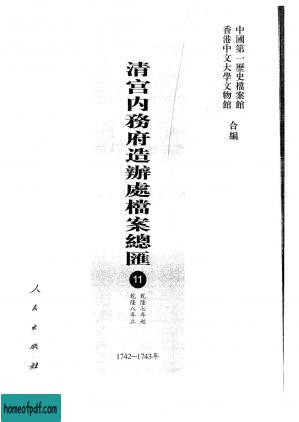 中國第一歷史檔案館
香港中文大學文物館
合編
清宫内務府造辦處檔案總匯
11
乾隆七年起
乾隆八年止
1742—1743年
人民出版社
homeofpdf.com